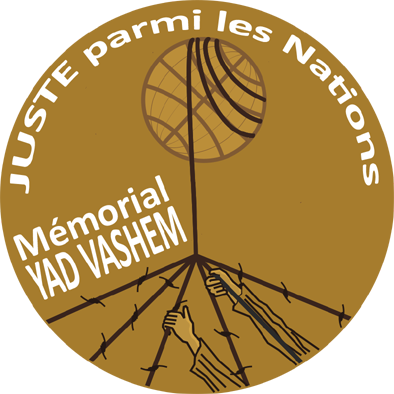 JUSTE parmi les Nations
Mémorial
YAD VASHEM